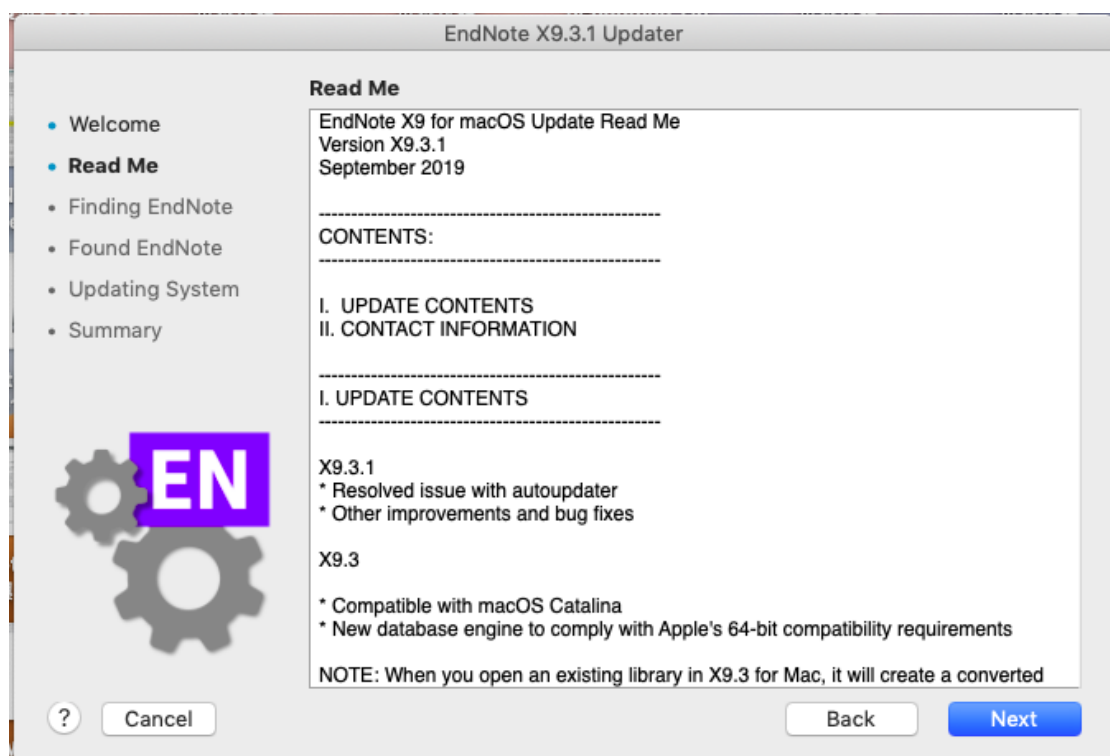 EndNote X9.3.1 Updater
Welcome
Read Me
Finding EndNote
Found EndNote
Updating System
Summary
EN
Read Me
EndNote X9 for macOS Update Read Me
Version X9.3.1
September 2019
-----------------------------------------------------
CONTENTS:
-----------------------------------------------------
I.  UPDATE CONTENTS
II. CONTACT INFORMATION
-----------------------------------------------------
I. UPDATE CONTENTS
-----------------------------------------------------
X9.3.1
* Resolved issue with autoupdater
* Other improvements and bug fixes
X9.3
* Compatible with macOS Catalina
* New database engine to comply with Apple's 64-bit compatibility requirements
NOTE: When you open an existing library in X9.3 for Mac, it will create a converted
?
Cancel
Back
Next